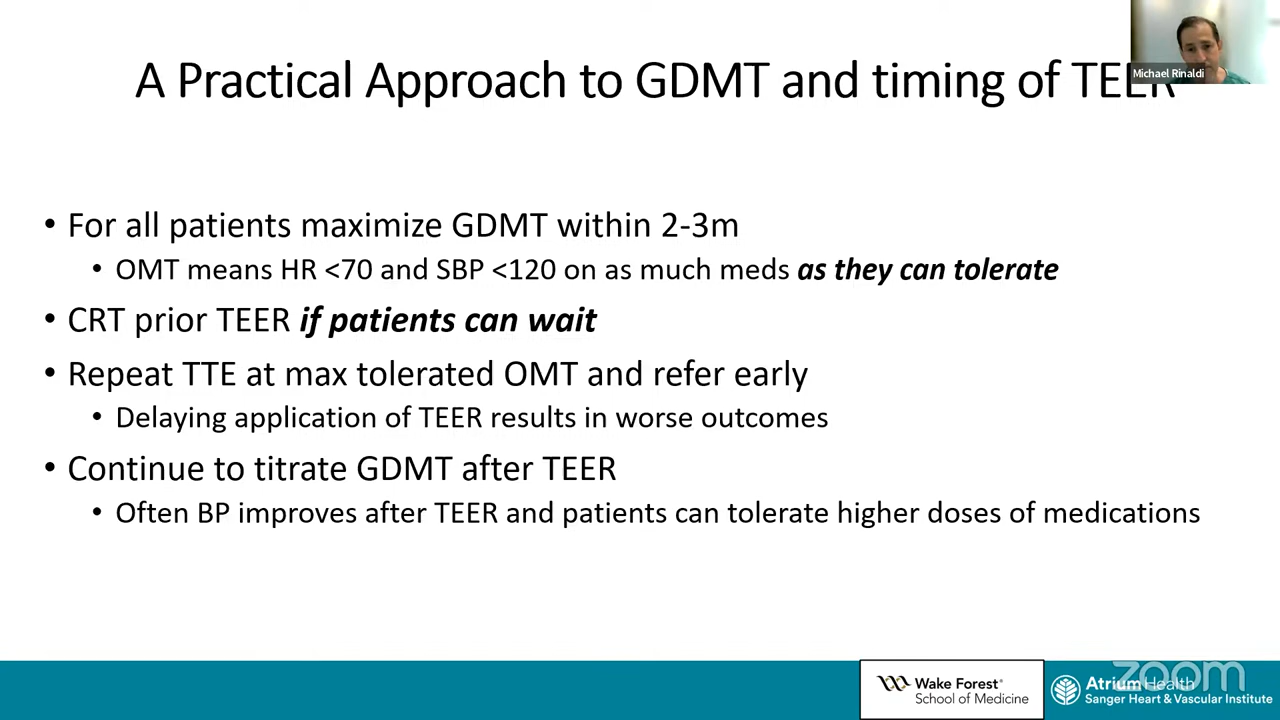 Michael Rinaldi
A Practical Approach to GDMT and timing of TEER
• For all patients maximize GDMT within 2-3m
• OMT means HR <70 and SBP <120 on as much meds as they can tolerate
• CRT prior TEER if patients can wait
• Repeat TTE at max tolerated OMT and refer early
• Delaying application of TEER results in worse outcomes
• Continue to titrate GDMT after TEER
• Often BP improves after TEER and patients can tolerate higher doses of medications
zoom
Wake Forest®
School of Medicine
Atrium Health
Sanger Heart & Vascular Institute